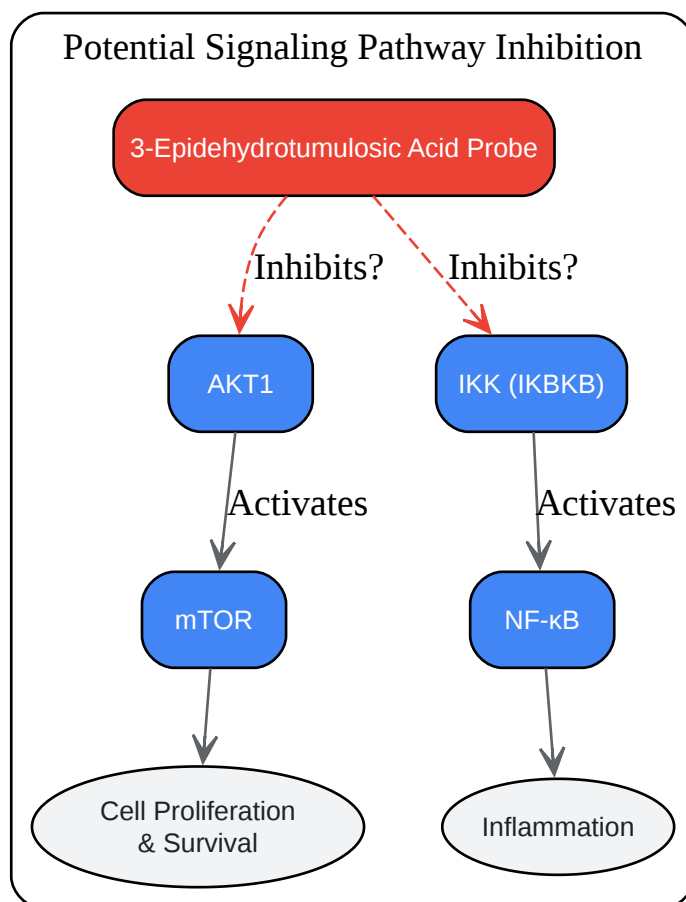 Potential Signaling Pathway Inhibition
3-Epidehydrotumulosic Acid Probe
Inhibits?
Inhibits?
AKT1
IKK (IKBKB)
Activates
Activates
mTOR
NF-κB
Cell Proliferation
& Survival
Inflammation